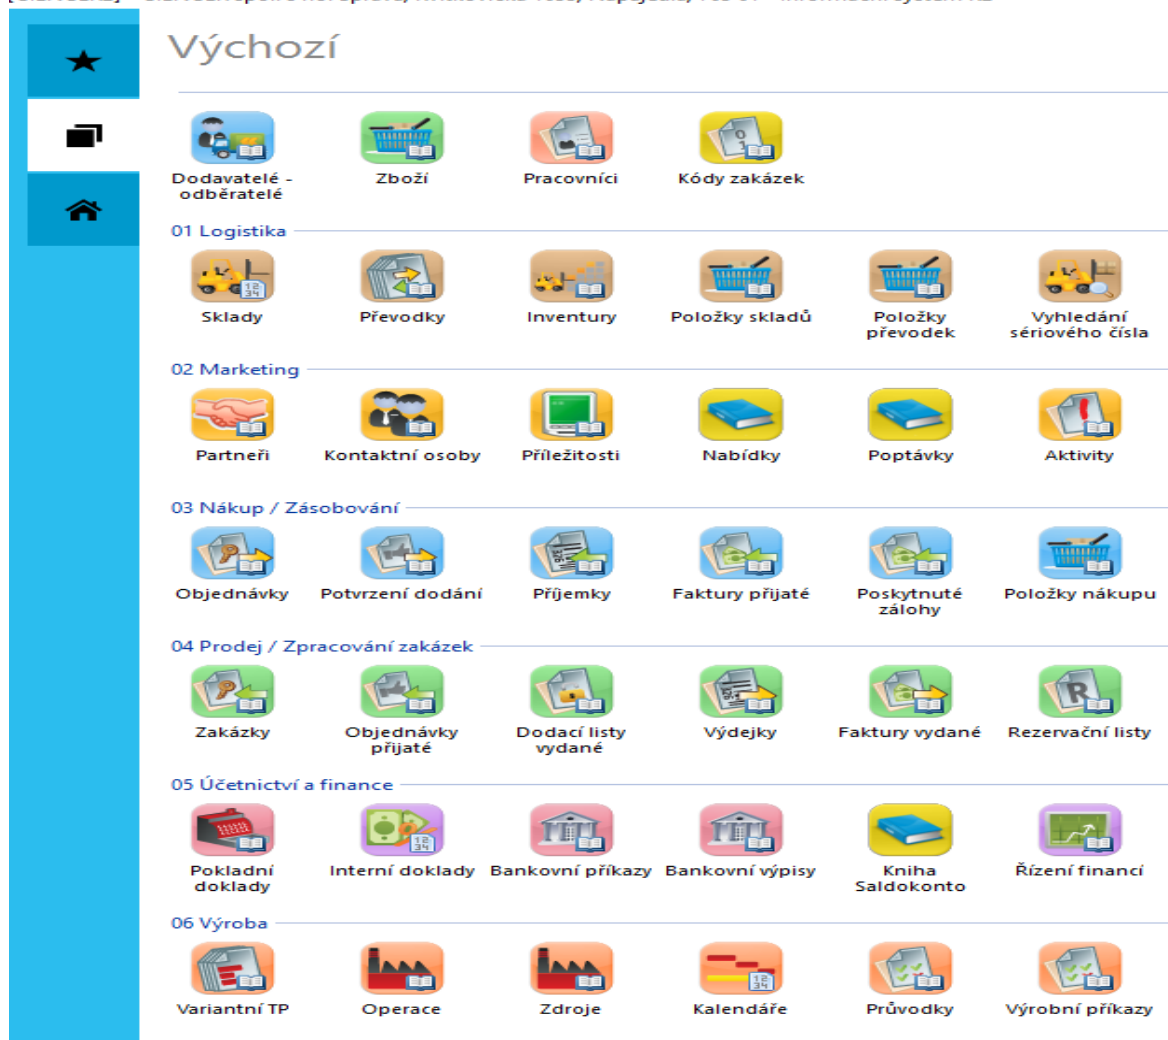 Výchozí
Dodavatelé - odběratelé
Zboží
Pracovníci
Kódy zakázek
01 Logistika
Sklady
Převodky
Inventury
Položky skladů
Položky převodek
Vyhledání sériového čísla
02 Marketing
Partneři
Kontaktní osoby
Příležitosti
Nabídky
Poptávky
Aktivity
03 Nákup / Zásobování
Objednávky
Potvrzení dodání
Příjemky
Faktury přijaté
Poskytnuté zálohy
Položky nákupu
04 Prodej / Zpracování zakázek
Zakázky
Objednávky přijaté
Dodací listy vydané
Výdejky
Faktury vydané
Rezervační listy
05 Účetnictví a finance
Pokladní doklady
Interní doklady
Bankovní příkazy
Bankovní výpisy
Kniha Saldokonto
Řízení financí
06 Výroba
Variantní TP
Operace
Zdroje
Kalendáře
Průvodky
Výrobní příkazy